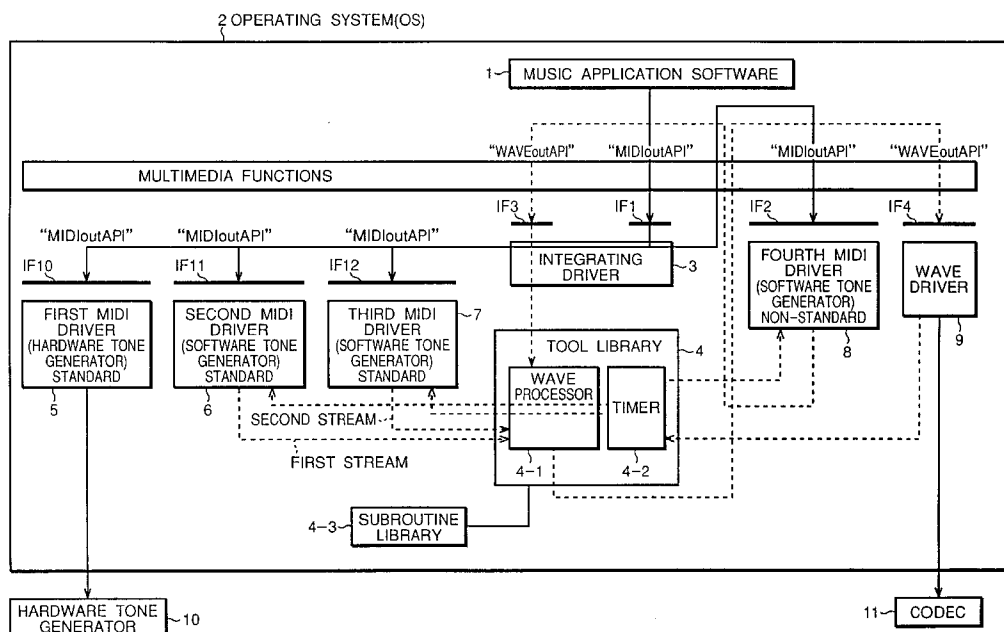 2 OPERATING SYSTEM(OS)
1 MUSIC APPLICATION SOFTWARE
"WAVEoutAPI" "MIDIoutAPI" "MIDIoutAPI" "WAVEoutAPI"
MULTIMEDIA FUNCTIONS
IF3 IF1 IF2 IF4
"MIDIoutAPI" "MIDIoutAPI" "MIDIoutAPI"
IF10 IF11 IF12
INTEGRATING
DRIVER
3
FIRST MIDI
DRIVER
(HARDWARE TONE
GENERATOR)
STANDARD
5
SECOND MIDI
DRIVER
(SOFTWARE TONE
GENERATOR)
STANDARD
6
THIRD MIDI
DRIVER
(SOFTWARE TONE
GENERATOR)
STANDARD
7
FOURTH MIDI
DRIVER
(SOFTWARE TONE
GENERATOR)
NON-STANDARD
8
WAVE
DRIVER
9
TOOL LIBRARY
4
WAVE
PROCESSOR
4-1
TIMER
4-2
SECOND STREAM
FIRST STREAM
4-3
SUBROUTINE
LIBRARY
HARDWARE TONE
GENERATOR
10
11
CODEC